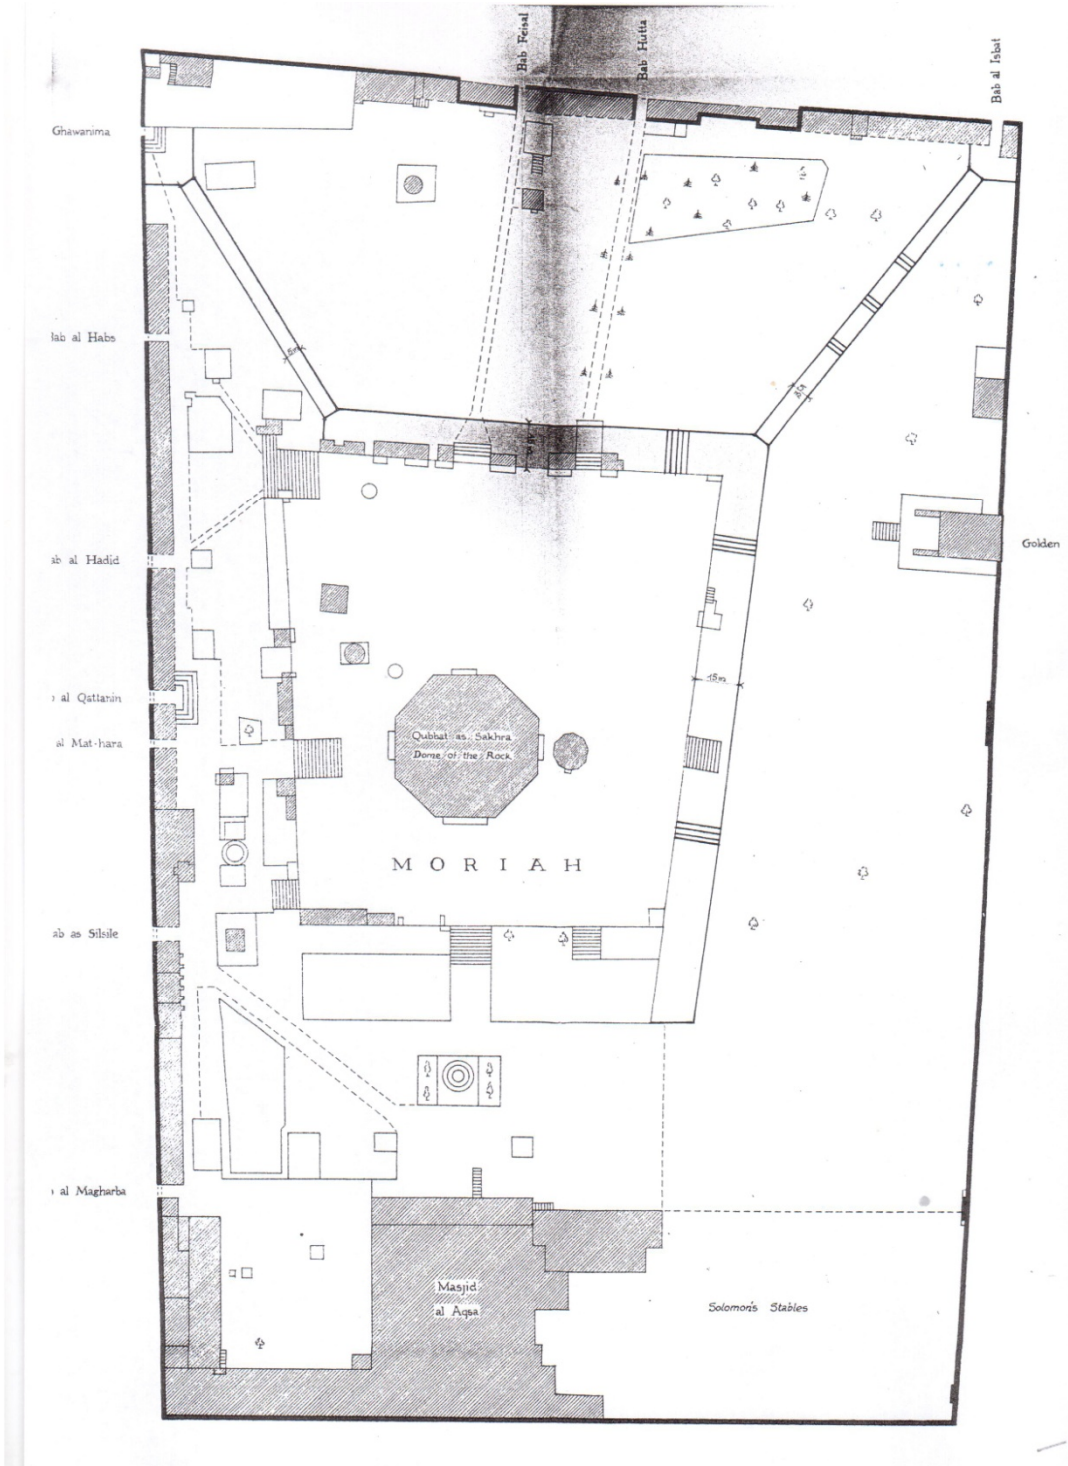 Bab Feisal
Bab Hutta
Bab al Isbat
Ghawanima
Bab al Habs
5m
ab al Hadid
Golden
al Qattanin
15m
al Mat-hara
Qubbat as Sakhra
Dome of the Rock
MORIAH
ab as Silsile
al Magharba
Masjid
al Aqsa
Solomon's Stables